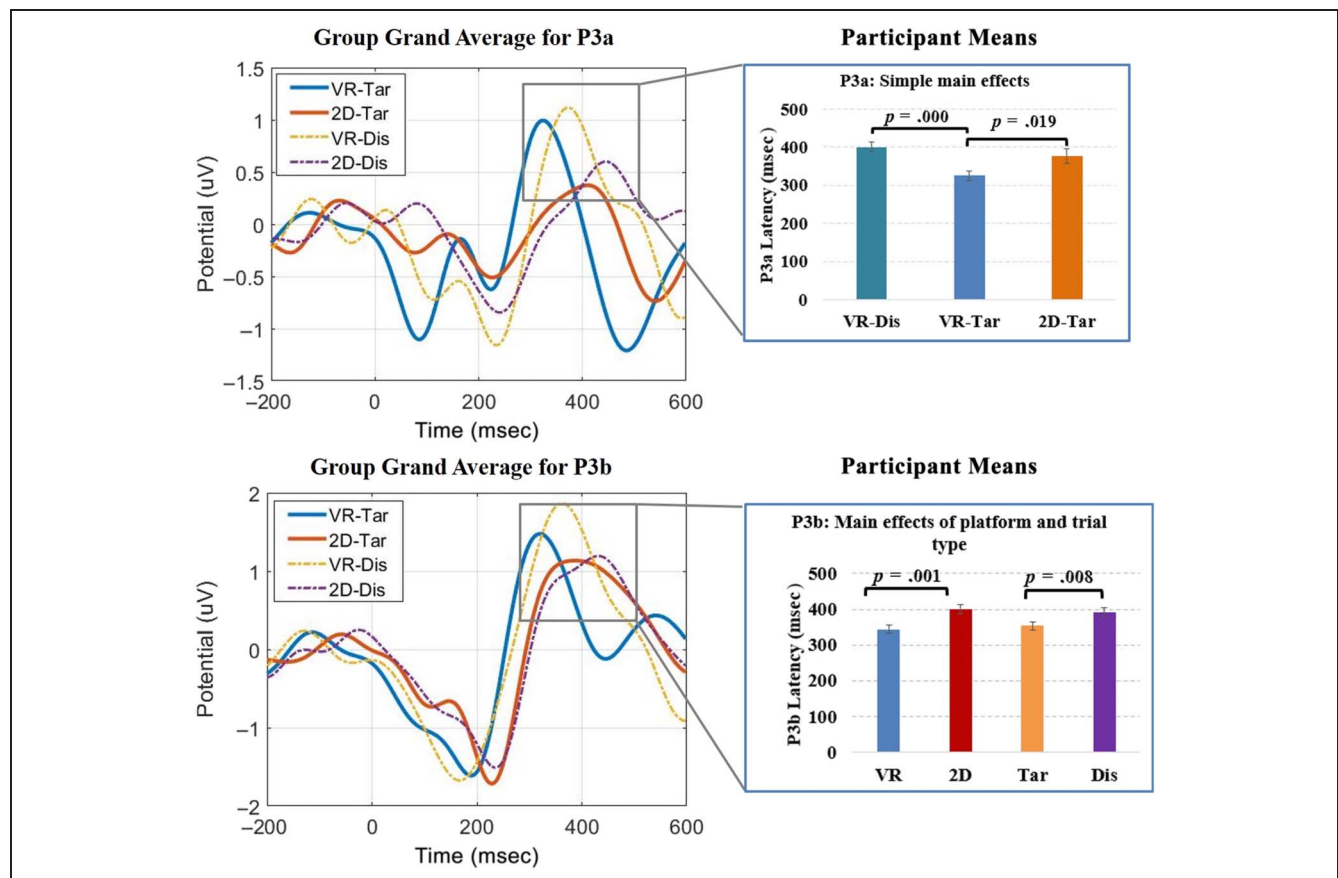 Group Grand Average for P3a
1.5
1
0.5
0
−0.5
−1
−1.5
Potential (uV)
VR-Tar
2D-Tar
VR-Dis
2D-Dis
−200
0
200
400
600
Time (msec)
Participant Means
P3a: Simple main effects
500
400
300
200
100
0
P3a Latency (msec)
p = .000
p = .019
VR-Dis
VR-Tar
2D-Tar
Group Grand Average for P3b
2
1
0
−1
−2
Potential (uV)
VR-Tar
2D-Tar
VR-Dis
2D-Dis
−200
0
200
400
600
Time (msec)
Participant Means
P3b: Main effects of platform and trial
type
500
400
300
200
100
0
P3b Latency (msec)
p = .001
p = .008
VR
2D
Tar
Dis